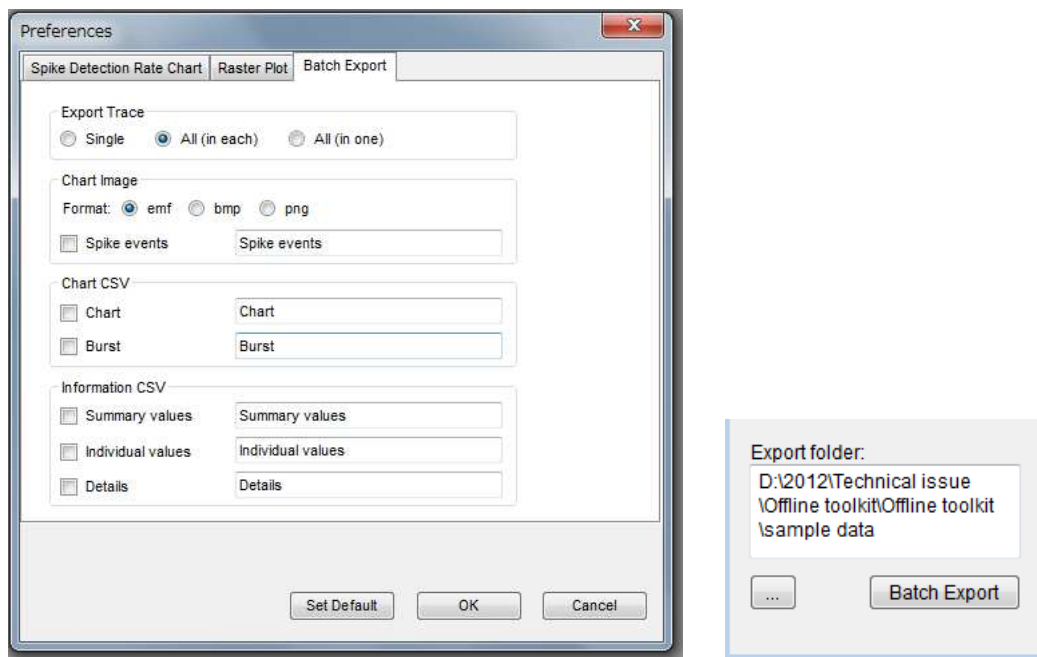 Preferences
x
Spike Detection Rate Chart Raster Plot Batch Export
Export Trace
Single All (in each) All (in one)
Chart Image
Format: emf bmp png
Spike events Spike events
Chart CSV
Chart Chart
Burst Burst
Information CSV
Summary values Summary values
Individual values Individual values
Details Details
Set Default OK Cancel
Export folder:
D:\2012\Technical issue
\Offline toolkit\Offline toolkit
\sample data
... Batch Export